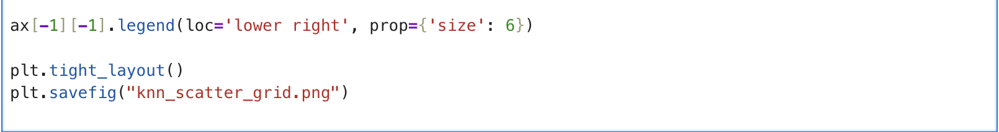 ax[-1][-1].legend(loc='lower right', prop={'size': 6})
plt.tight_layout()
plt.savefig("knn_scatter_grid.png")